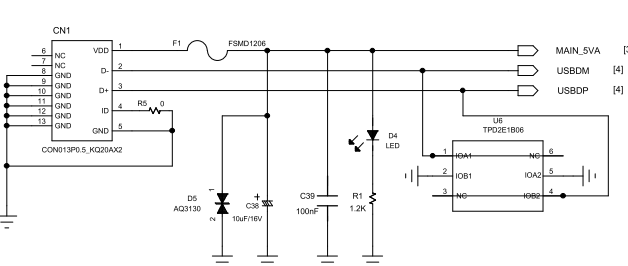 CN1
6 NC
7 NC
8 GND
9 GND
10 GND
11 GND
12 GND
13 GND
VDD 1
D- 2
D+ 3
ID 4
GND 5
CON013P0.5_KQ20AX2
F1
FSMD1206
R5 0
MAIN_5VA
USBDM [4]
USBDP [4]
U6
TPD2E1B06
1 IOA1
2 IOB1
3 NC
NC 6
IOA2 5
IOB2 4
D4
LED
D5
AQ3130
1
2
+
C38
10uF/16V
C39
100nF
R1
1.2K